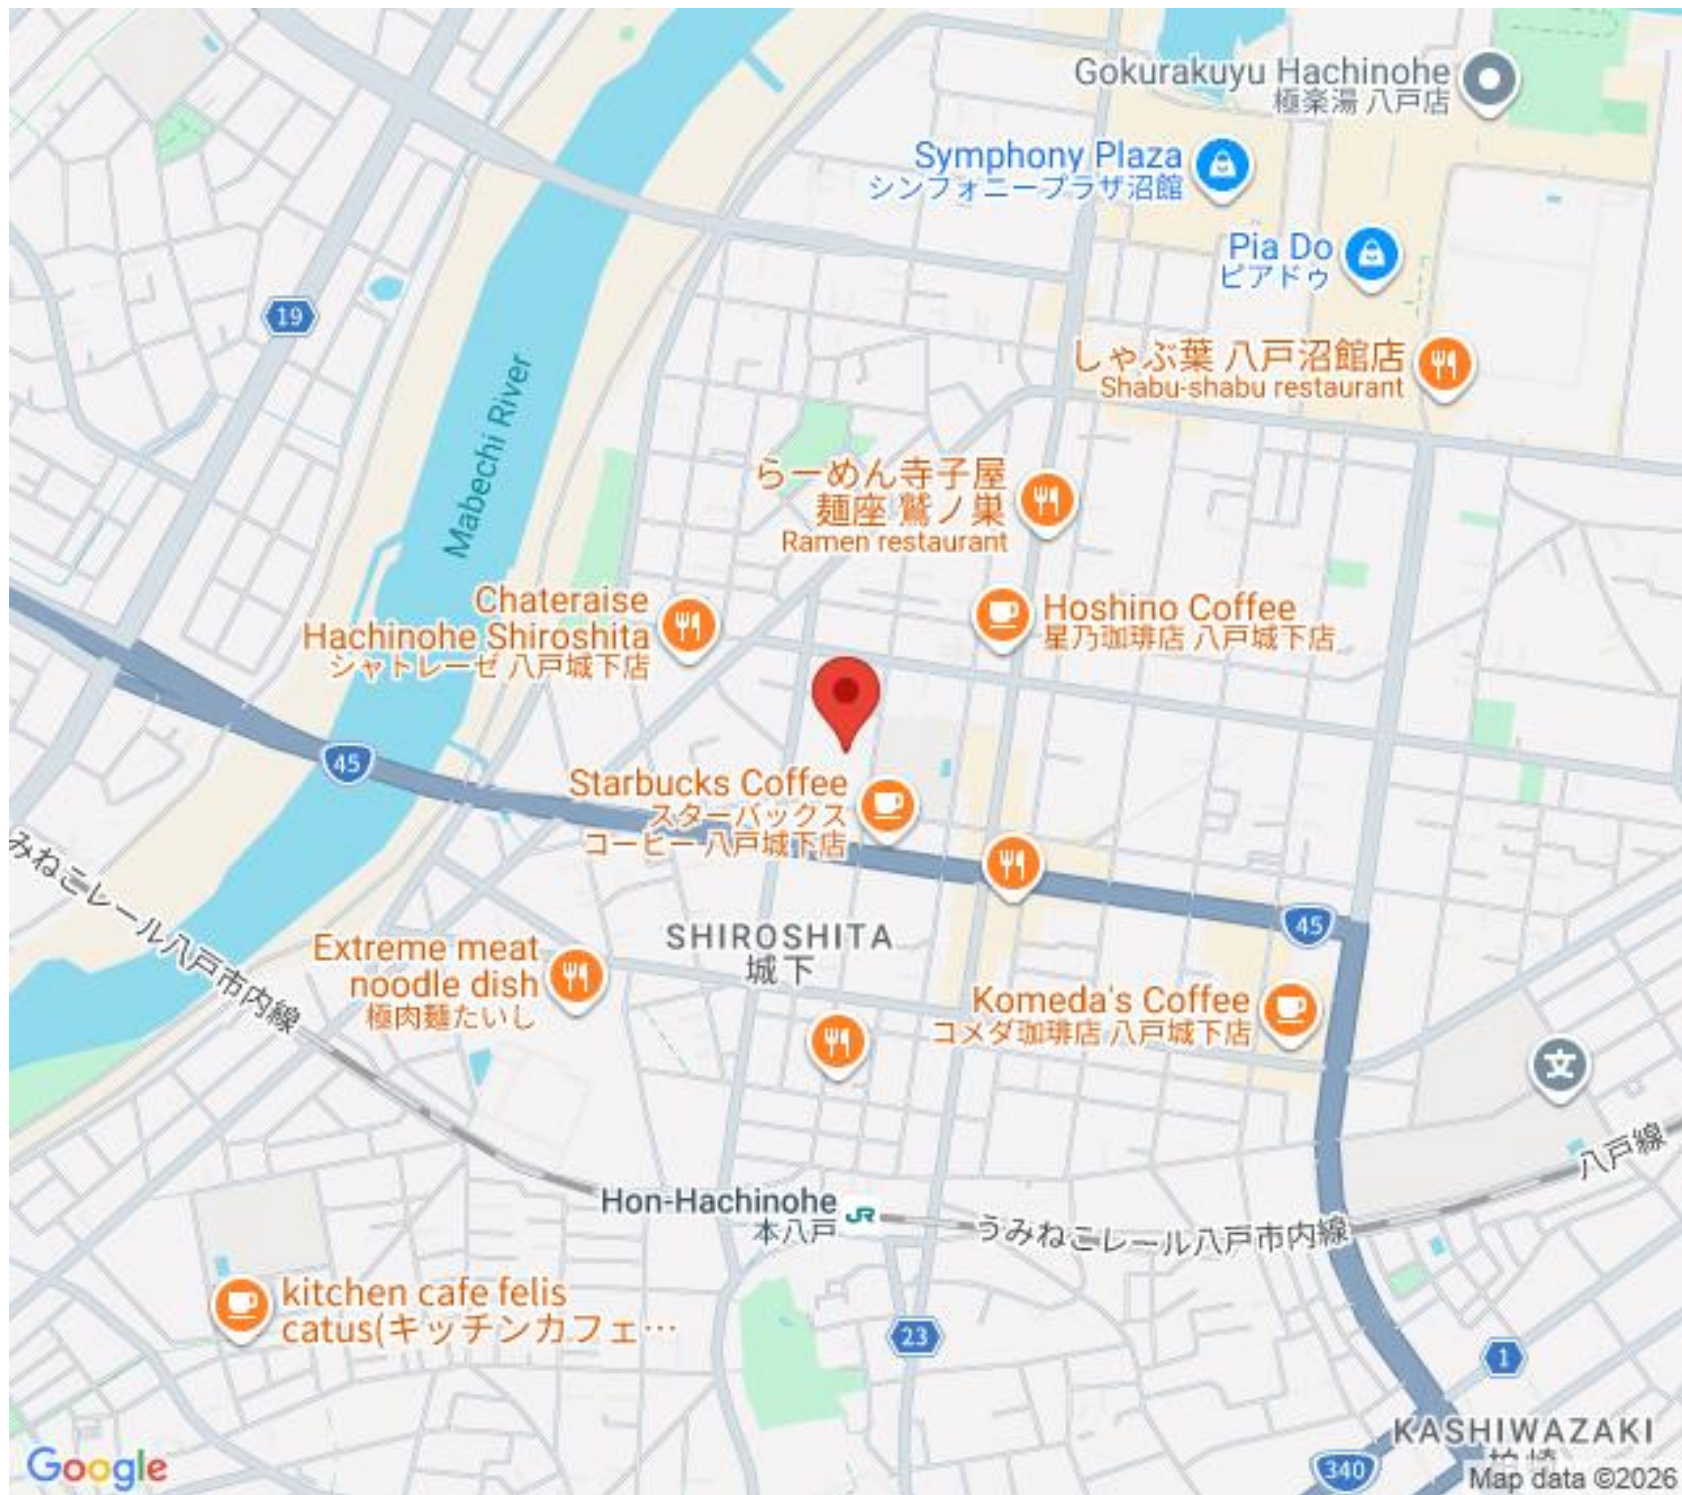 Gokurakuyu Hachinohe
極楽湯 八戸店
Symphony Plaza
シンフォニープラザ沼館
Pia Do
ピアドゥ
19
しゃぶ葉 八戸沼館店
Shabu-shabu restaurant
Mabechi River
らーめん寺子屋
麺座 鷲ノ巣
Ramen restaurant
Chateraise
Hachinohe Shiroshita
シャトレーゼ 八戸城下店
Hoshino Coffee
星乃珈琲店 八戸城下店
45
Starbucks Coffee
スターバックス
コーヒー 八戸城下店
みねこレール八戸市内線
45
SHIROSHITA
城下
Extreme meat
noodle dish
極肉麺たいし
Komeda's Coffee
コメダ珈琲店 八戸城下店
文
八戸線
Hon-Hachinohe
本八戸
JR
うみねこレール八戸市内線
kitchen cafe felis
catus(キッチンカフェ…
23
1
KASHIWAZAKI
340
Google
Map data ©2026